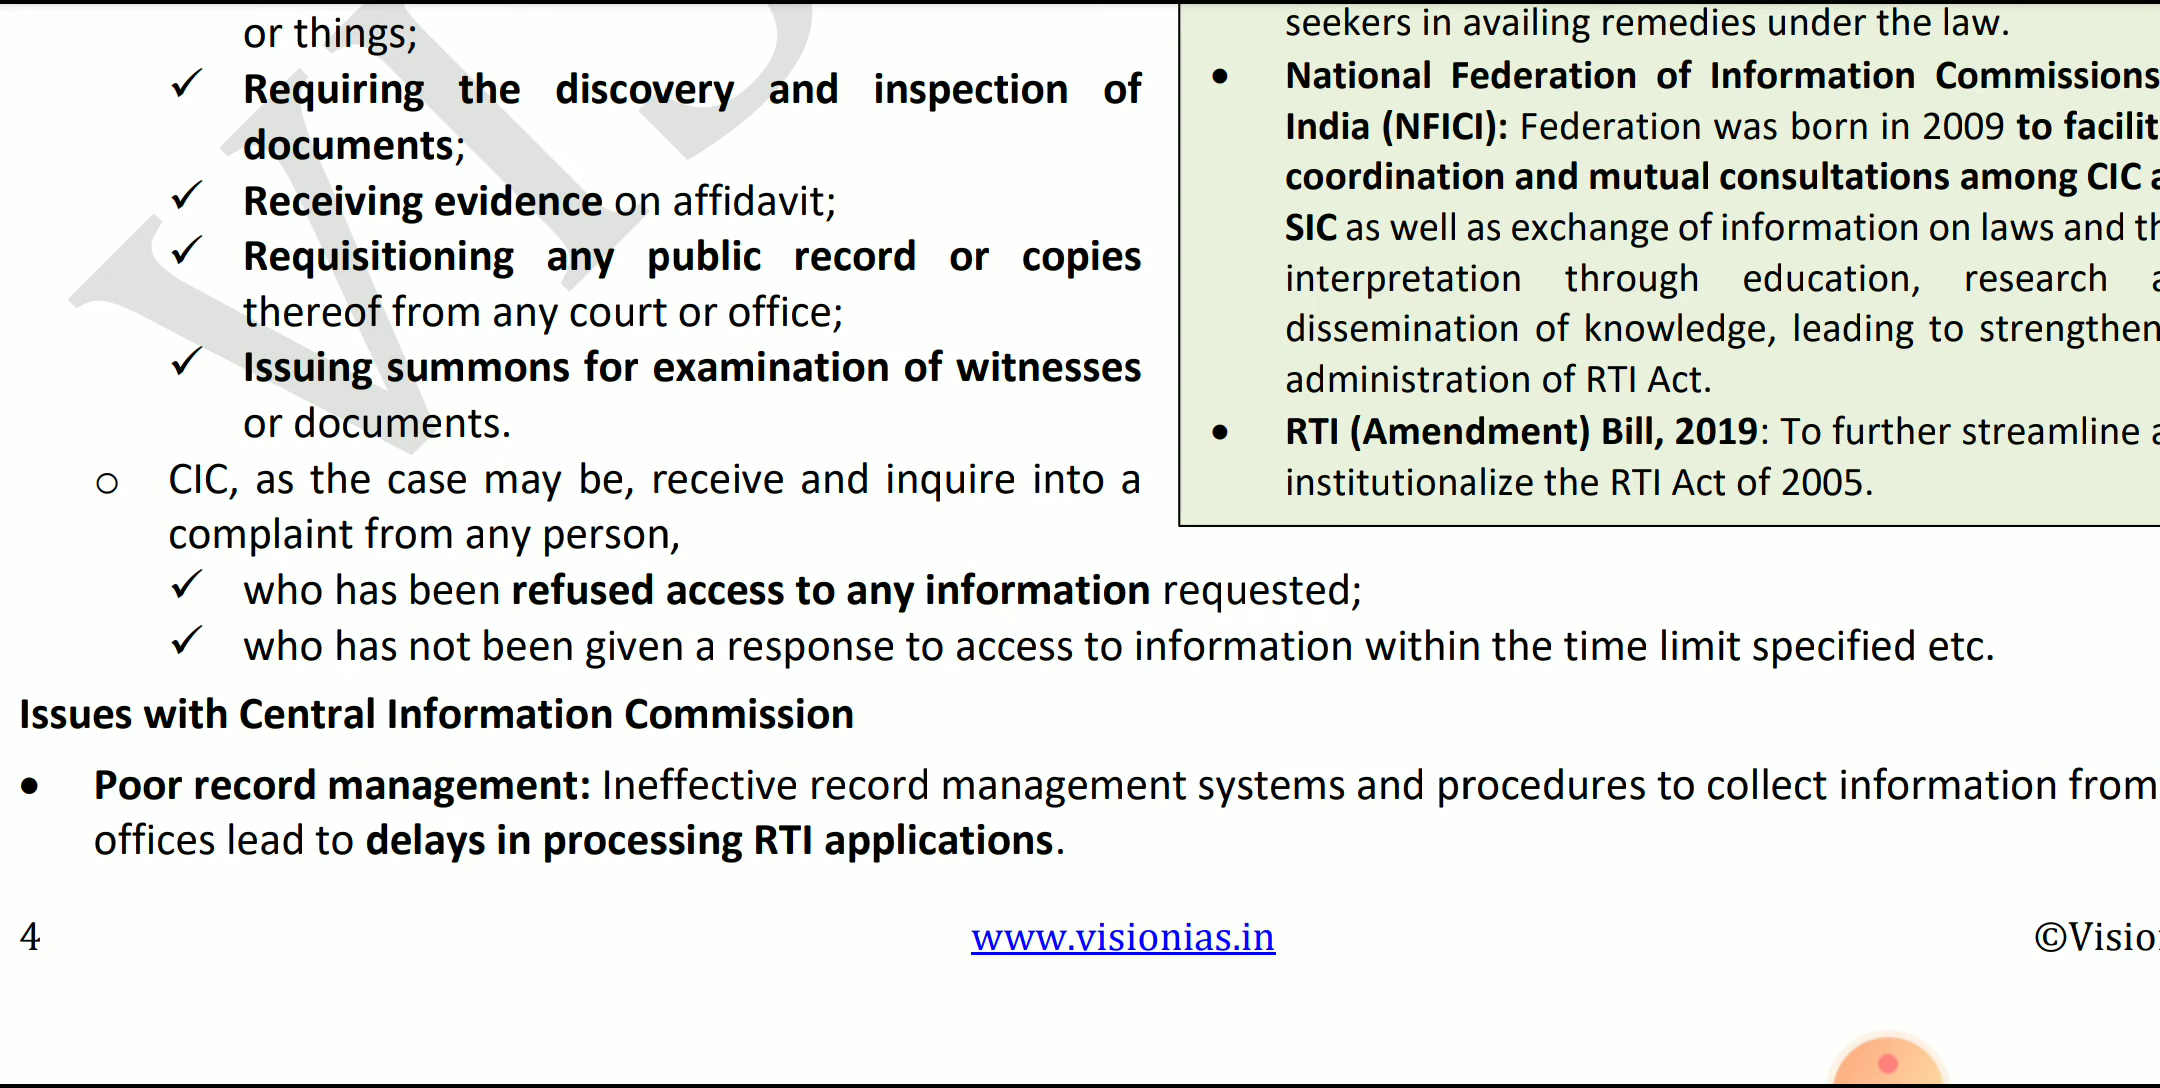 or things;
✓ Requiring the discovery and inspection of
documents;
✓ Receiving evidence on affidavit;
✓ Requisitioning any public record or copies
thereof from any court or office;
✓ Issuing summons for examination of witnesses
or documents.
o CIC, as the case may be, receive and inquire into a
complaint from any person,
✓ who has been refused access to any information requested;
✓ who has not been given a response to access to information within the time limit specified etc.
seekers in availing remedies under the law.
• National Federation of Information Commissions
India (NFICI): Federation was born in 2009 to
coordination and mutual consultations among CIC
SIC as well as exchange of information on laws and
interpretation through education, research
dissemination of knowledge, leading to
administration of RTI Act.
• RTI (Amendment) Bill, 2019: To further streamline
institutionalize the RTI Act of 2005.
Issues with Central Information Commission
• Poor record management: Ineffective record management systems and procedures to collect information from
offices lead to delays in processing RTI applications.
4
www.visionias.in